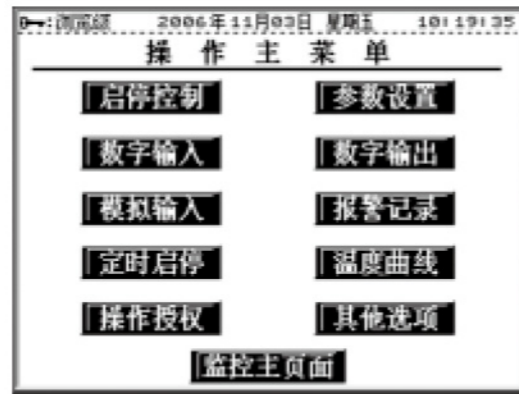 :浏览级 2006年11月03日 星期五 10:19:35
操作主菜单
启停控制 参数设置
数字输入 数字输出
模拟输入 报警记录
定时启停 温度曲线
操作授权 其他选项
监控主页面